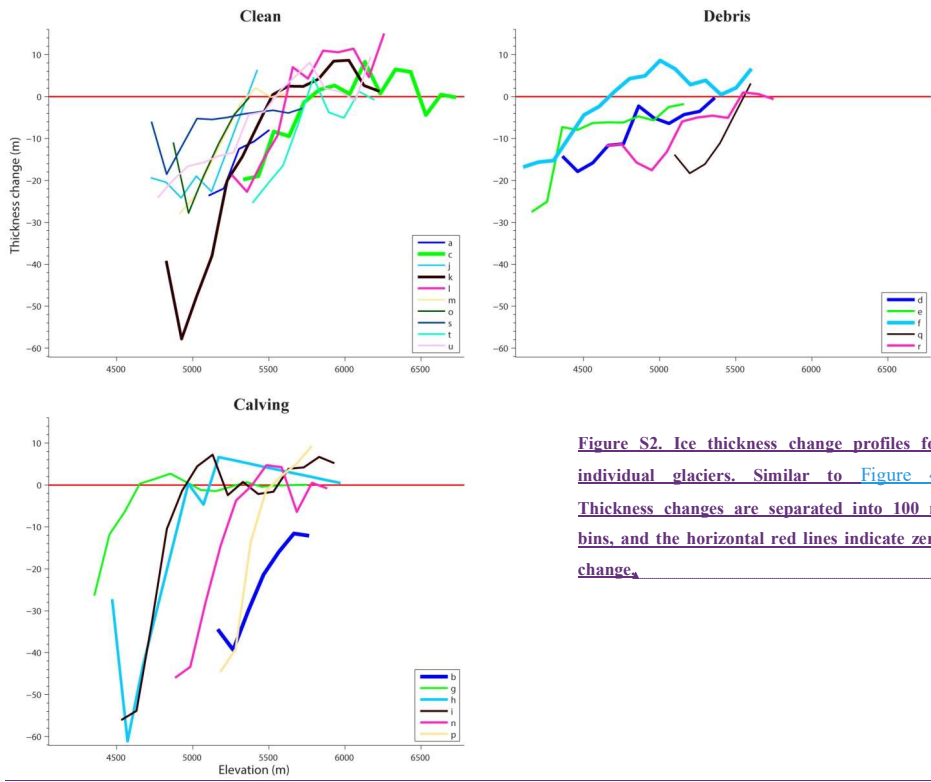 Clean
Thickness change (m)
10
0
−10
−20
−30
−40
−50
−60
4500 5000 5500 6000 6500
a
c
j
k
l
m
o
s
t
u
Debris
10
0
−10
−20
−30
−40
−50
−60
4500 5000 5500 6000 6500
d
e
f
q
r
Calving
10
0
−10
−20
−30
−40
−50
−60
4500 5000 5500 6000 6500
Elevation (m)
b
g
h
i
n
p
Figure S2. Ice thickness change profiles fo
individual glaciers. Similar to Figure
Thickness changes are separated into 100
bins, and the horizontal red lines indicate zer
change.